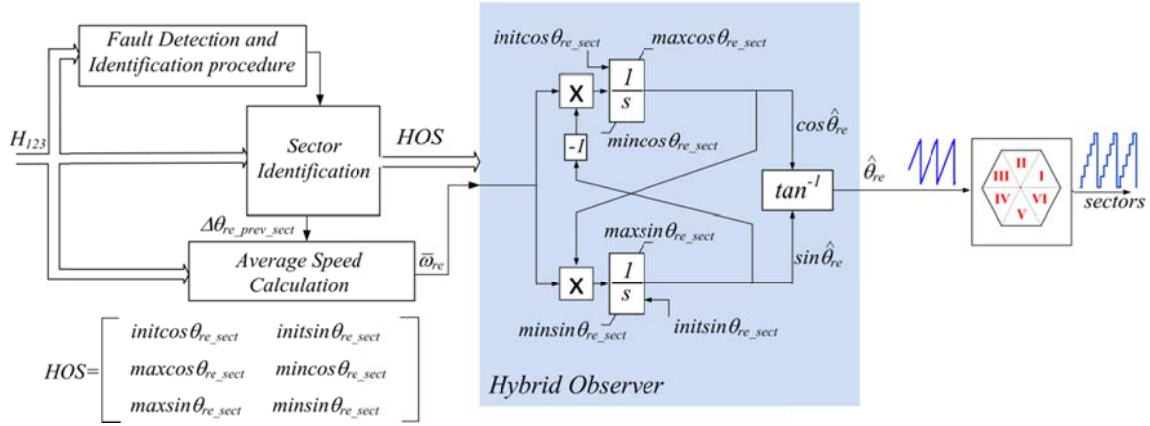 Fault Detection and
Identification procedure
H₁₂₃
Sector
Identification
HOS
Δθre_prev_sect
Average Speed
Calculation
ω̅re
HOS=
initcosθre_sect initsinθre_sect
maxcosθre_sect mincosθre_sect
maxsinθre_sect minsinθre_sect
initcosθre_sect
maxcosθre_sect
X
1
s
mincosθre_sect
-1
cosθ̂re
tan⁻¹
maxsinθre_sect
X
1
s
sinθ̂re
minsinθre_sect
initsinθre_sect
Hybrid Observer
θ̂re
II
III I
IV VI
V
sectors